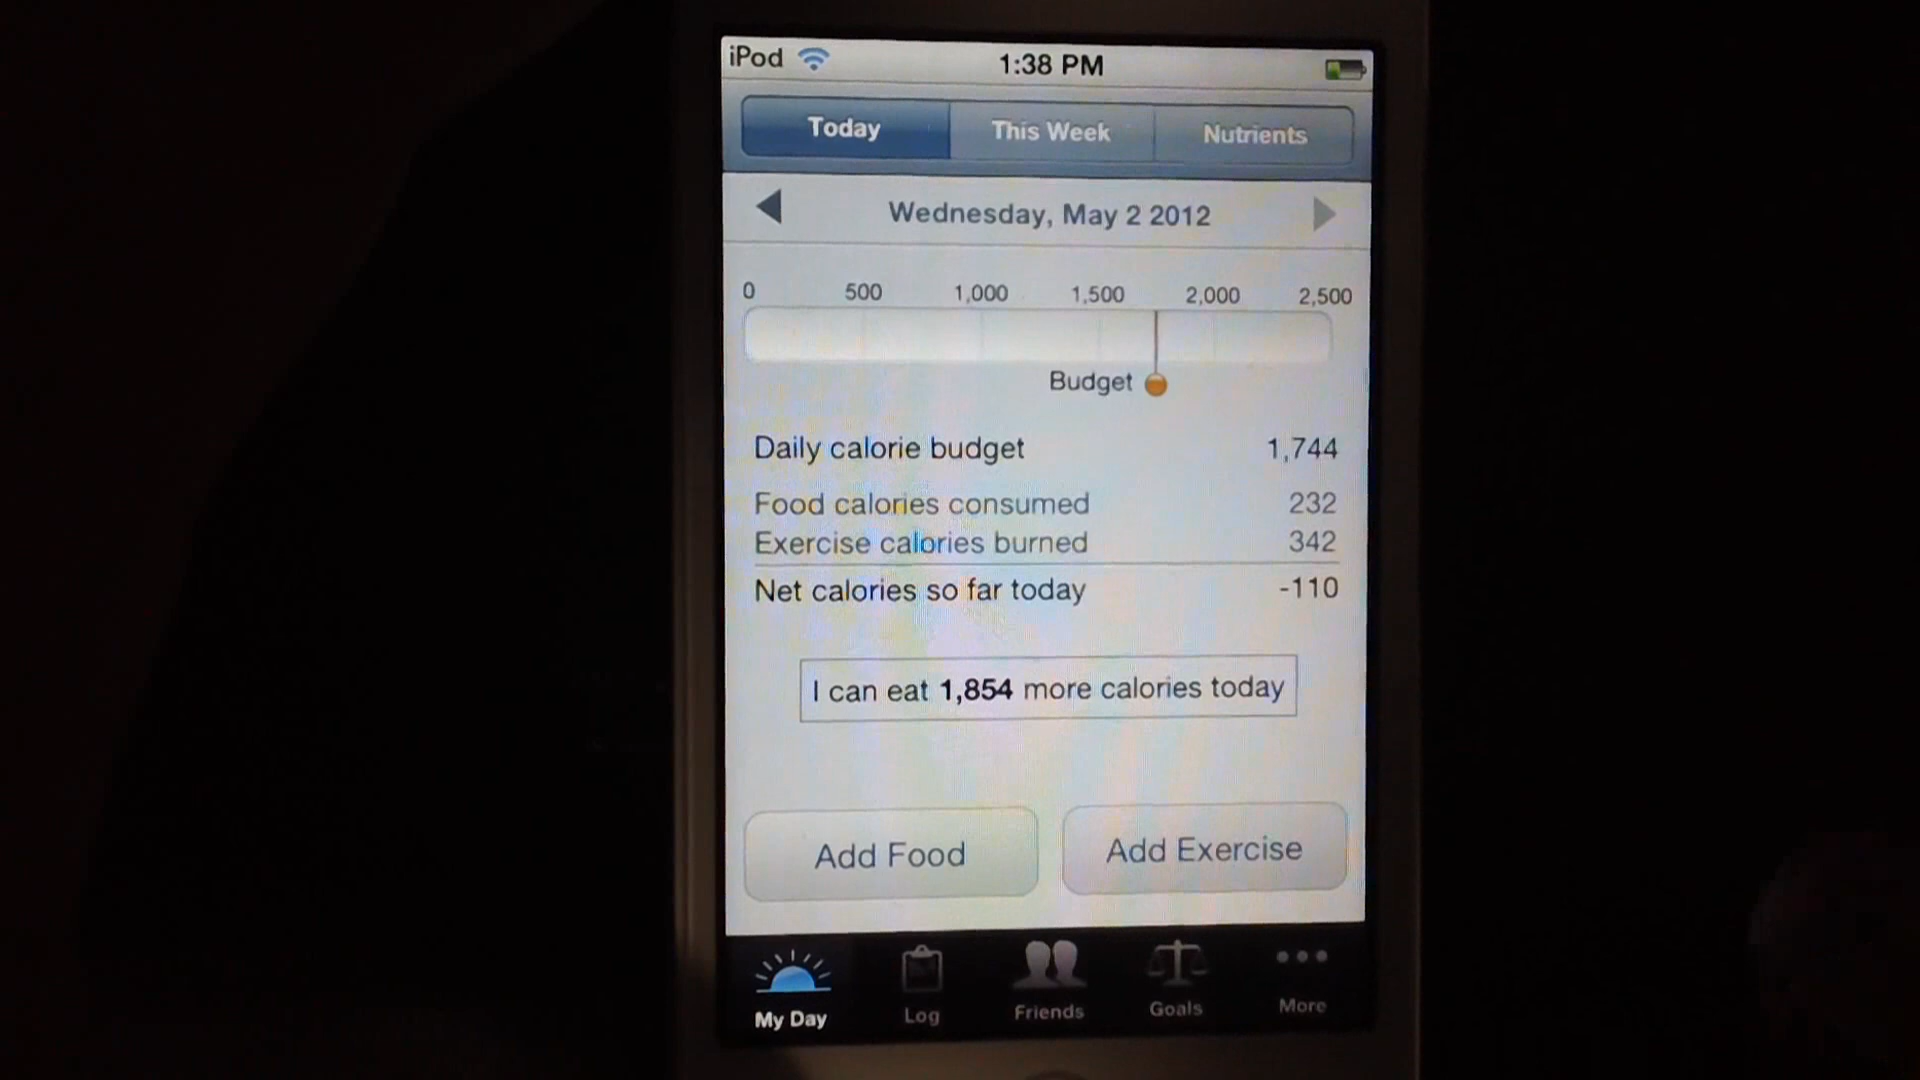 iPod 1:38 PM
Today This Week Nutrients
Wednesday, May 2 2012
0 500 1,000 1,500 2,000 2,500
Budget
Daily calorie budget 1,744
Food calories consumed 232
Exercise calories burned 342
Net calories so far today -110
I can eat 1,854 more calories today
Add Food Add Exercise
My Day Log Friends Goals More